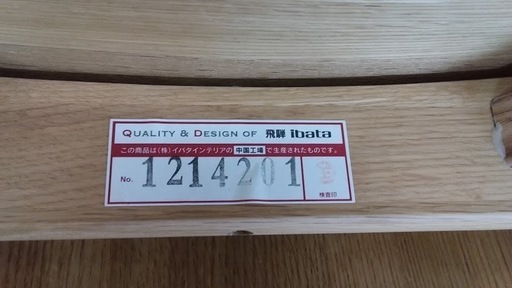 QUALITY & DESIGN OF 飛騨 ibata
この商品は(株)イバタインテリアの 中国工場 で生産されたものです。
No. 1214201
検査印